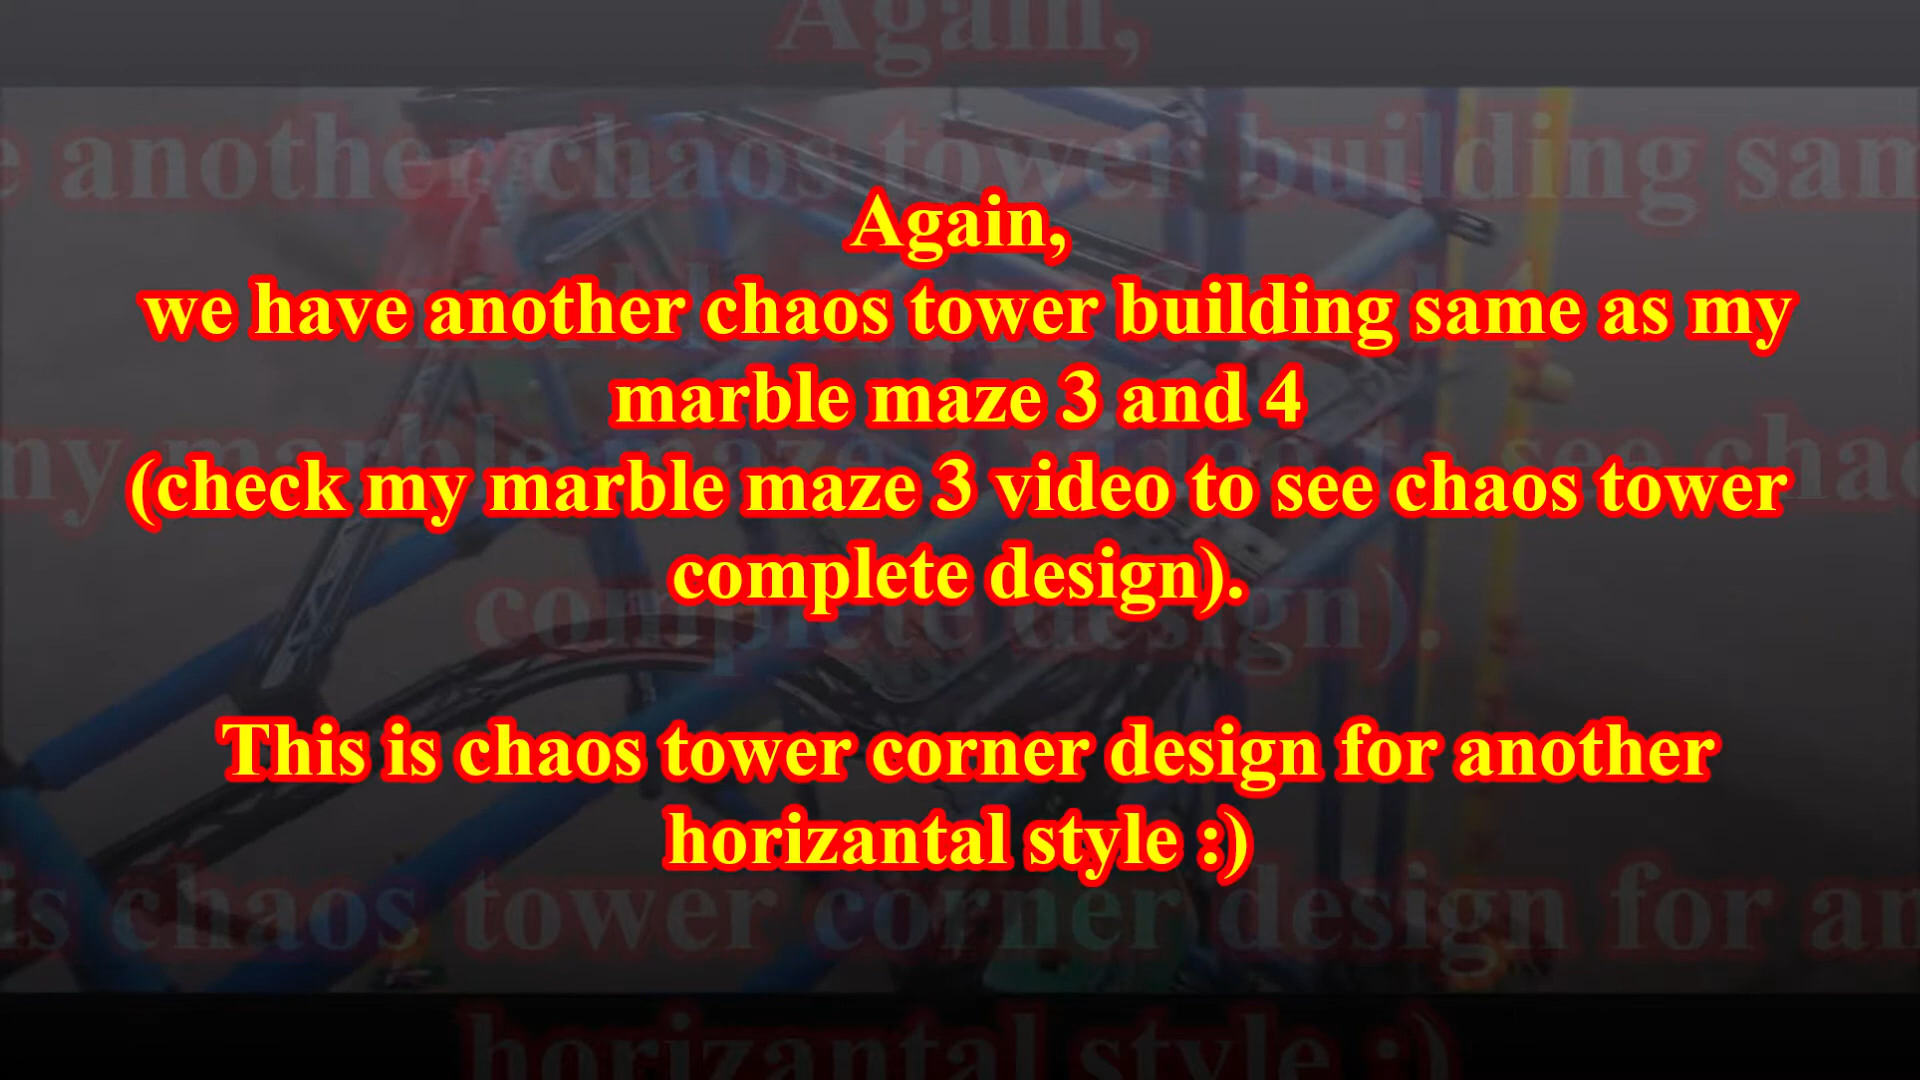 Again,
we have another chaos tower building same as my
marble maze 3 and 4
(check my marble maze 3 video to see chaos tower
complete design).
This is chaos tower corner design for another
horizantal style :)